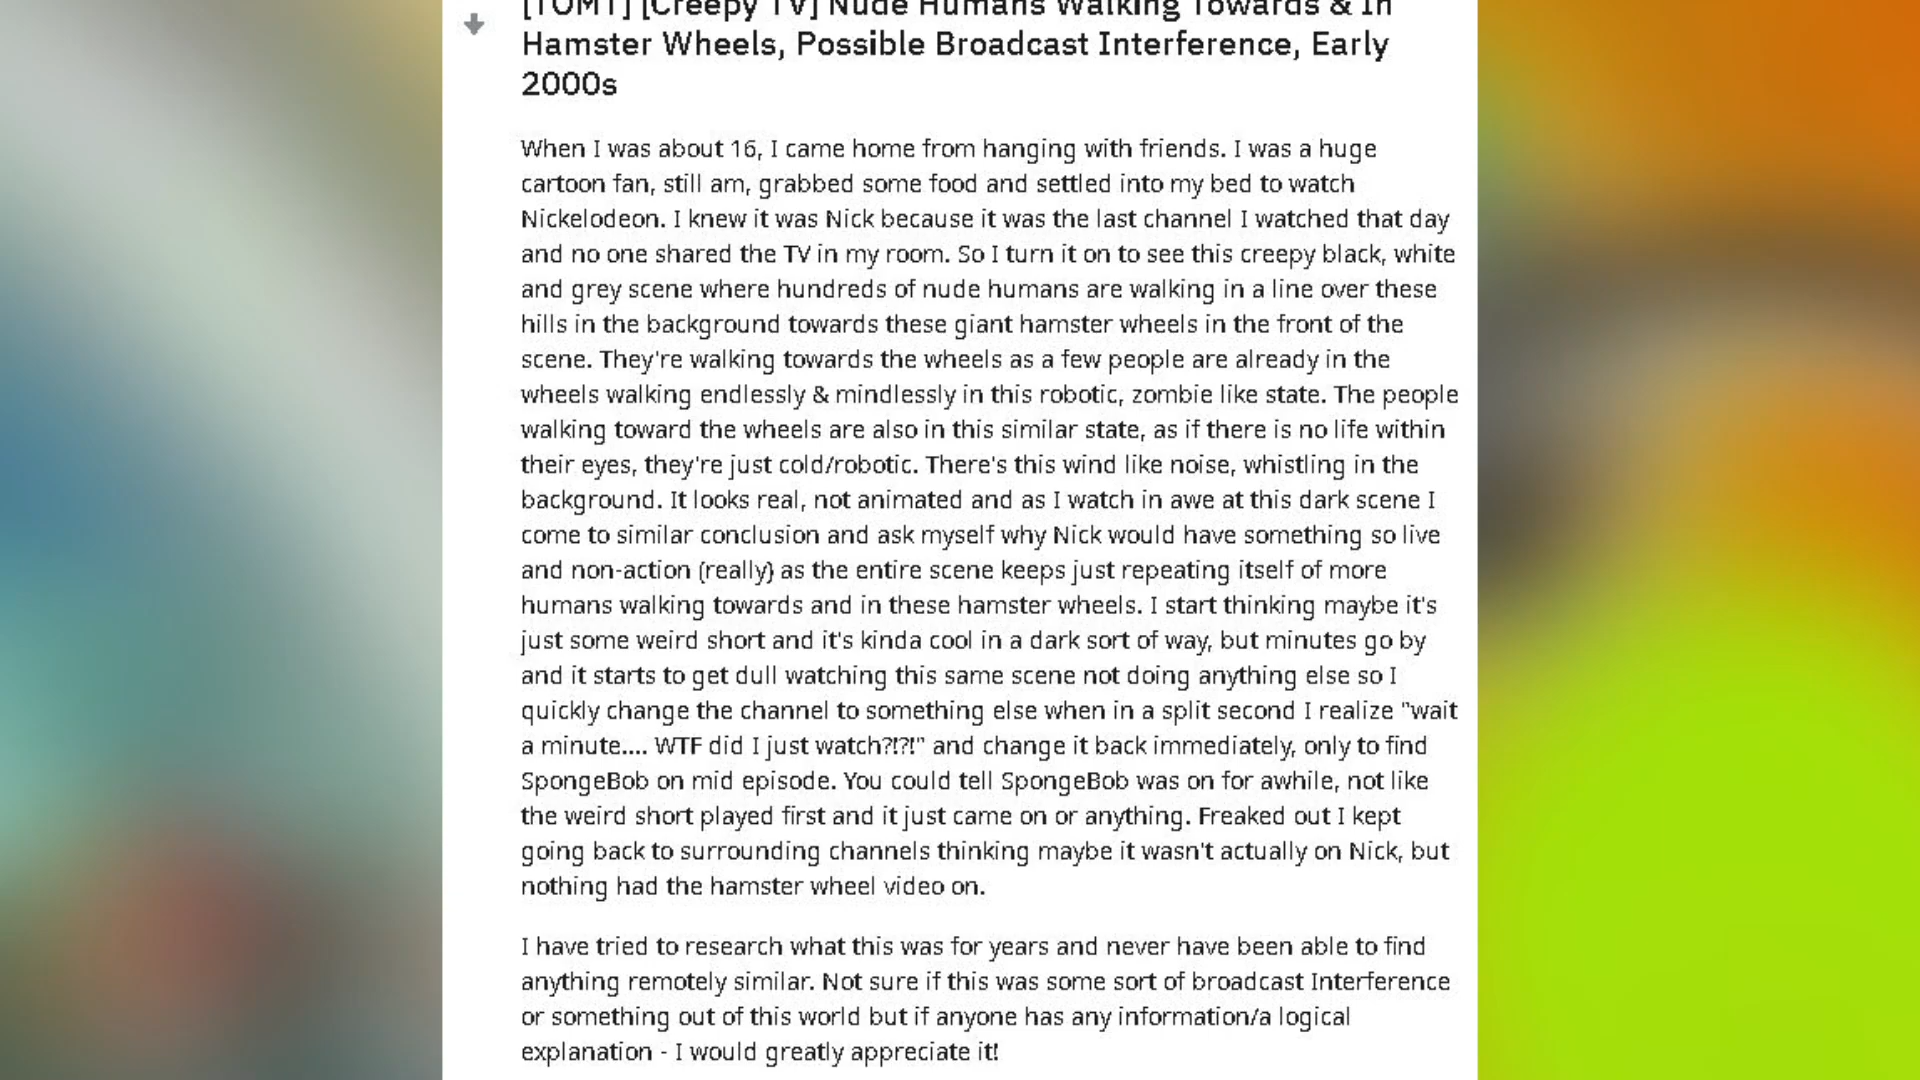 [TOMT] [Creepy TV] Nude Humans Walking Towards & In
Hamster Wheels, Possible Broadcast Interference, Early
2000s
When I was about 16, I came home from hanging with friends. I was a huge
cartoon fan, still am, grabbed some food and settled into my bed to watch
Nickelodeon. I knew it was Nick because it was the last channel I watched that day
and no one shared the TV in my room. So I turn it on to see this creepy black, white
and grey scene where hundreds of nude humans are walking in a line over these
hills in the background towards these giant hamster wheels in the front of the
scene. They're walking towards the wheels as a few people are already in the
wheels walking endlessly & mindlessly in this robotic, zombie like state. The people
walking toward the wheels are also in this similar state, as if there is no life within
their eyes, they're just cold/robotic. There's this wind like noise, whistling in the
background. It looks real, not animated and as I watch in awe at this dark scene I
come to similar conclusion and ask myself why Nick would have something so live
and non-action (really) as the entire scene keeps just repeating itself of more
humans walking towards and in these hamster wheels. I start thinking maybe it's
just some weird short and it's kinda cool in a dark sort of way, but minutes go by
and it starts to get dull watching this same scene not doing anything else so I
quickly change the channel to something else when in a split second I realize "wait
a minute.... WTF did I just watch?!?!" and change it back immediately, only to find
SpongeBob on mid episode. You could tell SpongeBob was on for awhile, not like
the weird short played first and it just came on or anything. Freaked out I kept
going back to surrounding channels thinking maybe it wasn't actually on Nick, but
nothing had the hamster wheel video on.
I have tried to research what this was for years and never have been able to find
anything remotely similar. Not sure if this was some sort of broadcast Interference
or something out of this world but if anyone has any information/a logical
explanation - I would greatly appreciate it!